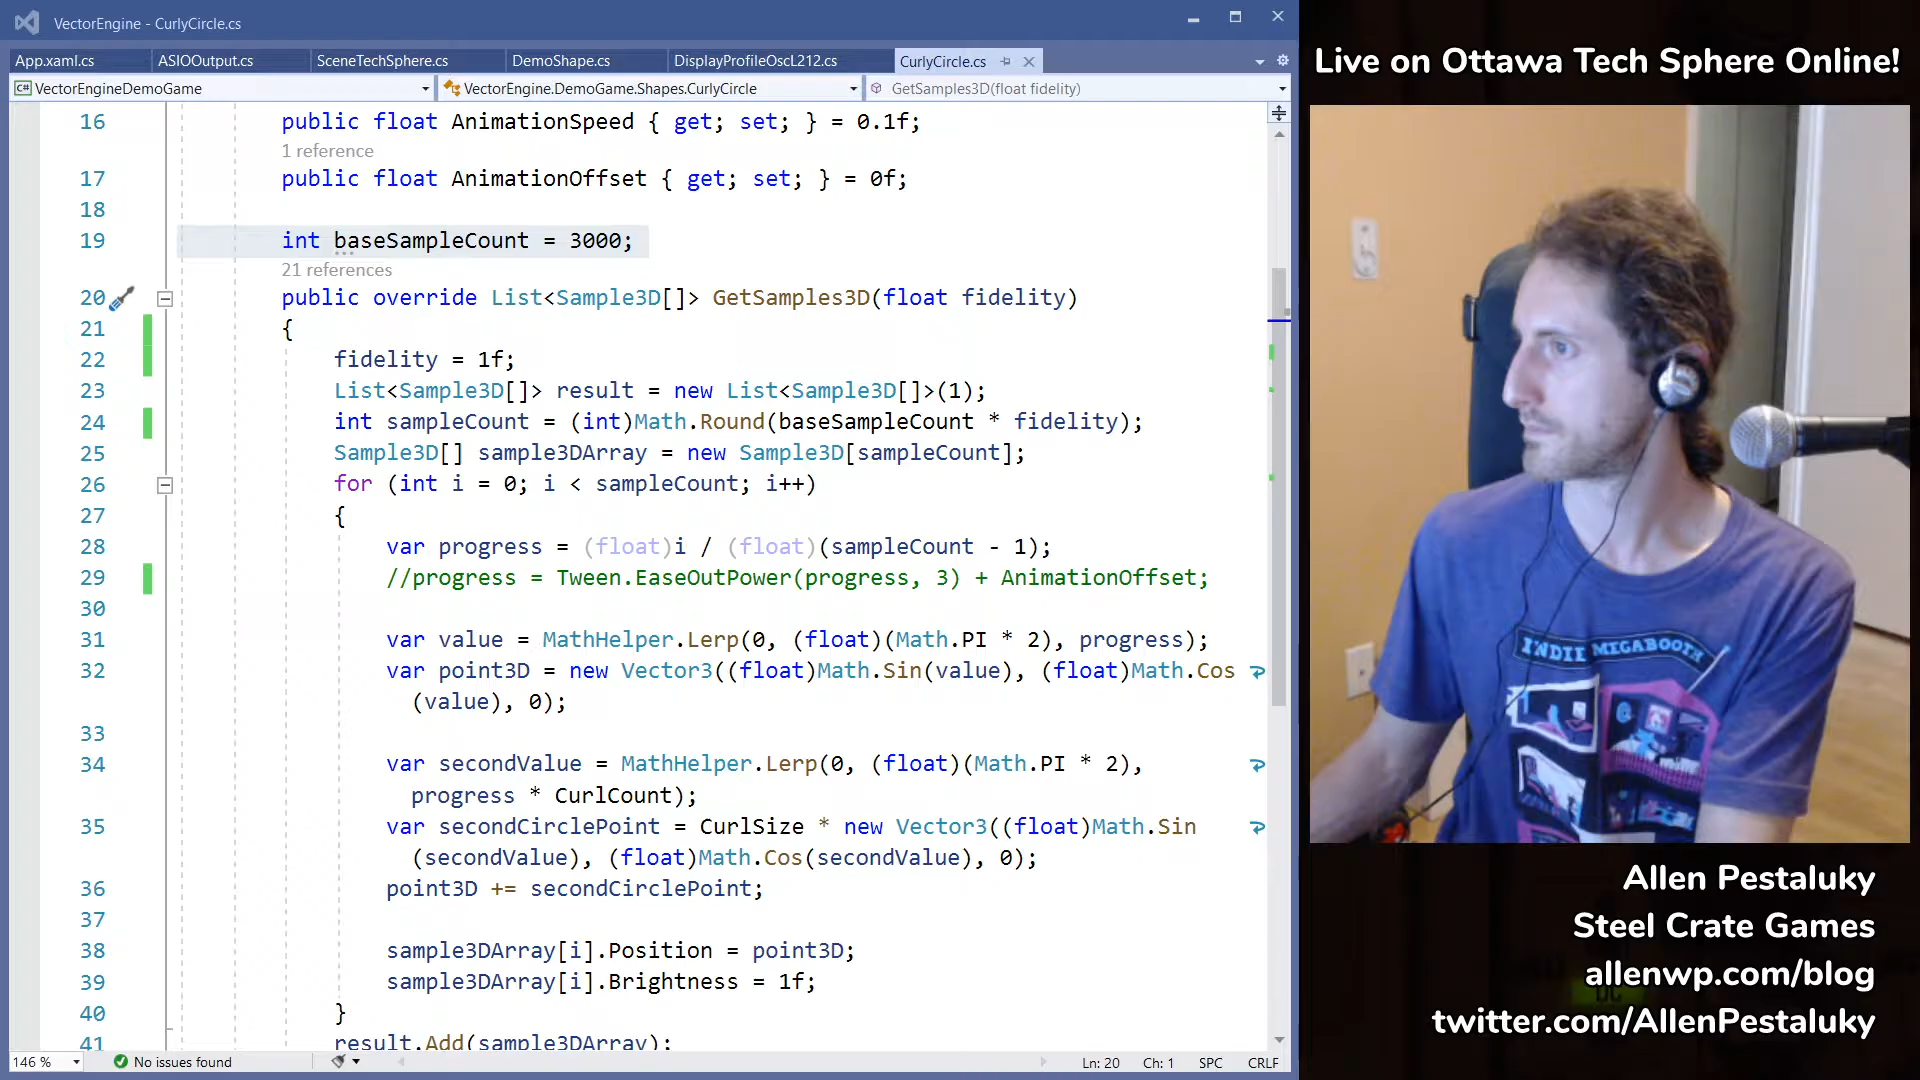 VectorEngine - CurlyCircle.cs
App.xaml.cs
ASIOOutput.cs
SceneTechSphere.cs
DemoShape.cs
DisplayProfileOscL212.cs
CurlyCircle.cs
VectorEngineDemoGame
VectorEngine.DemoGame.Shapes.CurlyCircle
GetSamples3D(float fidelity)
16 public float AnimationSpeed { get; set; } = 0.1f;
1 reference
17 public float AnimationOffset { get; set; } = 0f;
18
19 int baseSampleCount = 3000;
21 references
20 public override List<Sample3D[]> GetSamples3D(float fidelity)
21 {
22 fidelity = 1f;
23 List<Sample3D[]> result = new List<Sample3D[]>(1);
24 int sampleCount = (int)Math.Round(baseSampleCount * fidelity);
25 Sample3D[] sample3DArray = new Sample3D[sampleCount];
26 for (int i = 0; i < sampleCount; i++)
27 {
28 var progress = (float)i / (float)(sampleCount - 1);
29 //progress = Tween.EaseOutPower(progress, 3) + AnimationOffset;
30
31 var value = MathHelper.Lerp(0, (float)(Math.PI * 2), progress);
32 var point3D = new Vector3((float)Math.Sin(value), (float)Math.Cos
(value), 0);
33
34 var secondValue = MathHelper.Lerp(0, (float)(Math.PI * 2),
progress * CurlCount);
35 var secondCirclePoint = CurlSize * new Vector3((float)Math.Sin
(secondValue), (float)Math.Cos(secondValue), 0);
36 point3D += secondCirclePoint;
37
38 sample3DArray[i].Position = point3D;
39 sample3DArray[i].Brightness = 1f;
40 }
41 result.Add(sample3DArray);
146 %
No issues found
Ln: 20
Ch: 1
SPC
CRLF
Live on Ottawa Tech Sphere Online!
INDIE MEGABOOTH
Allen Pestaluky
Steel Crate Games
allenwp.com/blog
twitter.com/AllenPestaluky